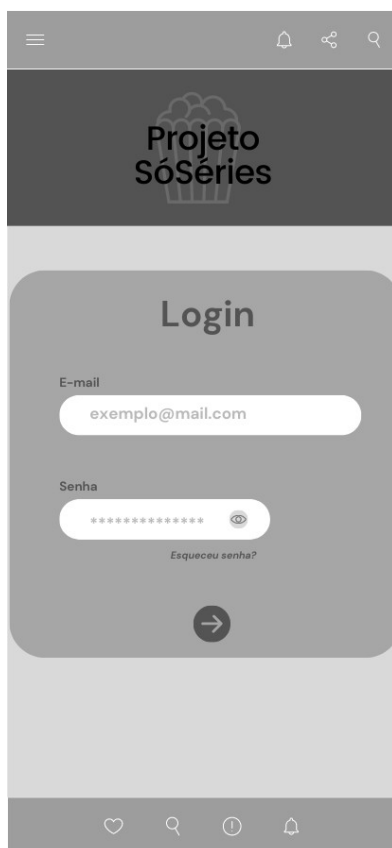 Projeto
SóSéries
Login
E-mail
exemplo@mail.com
Senha
**************
Esqueceu senha?